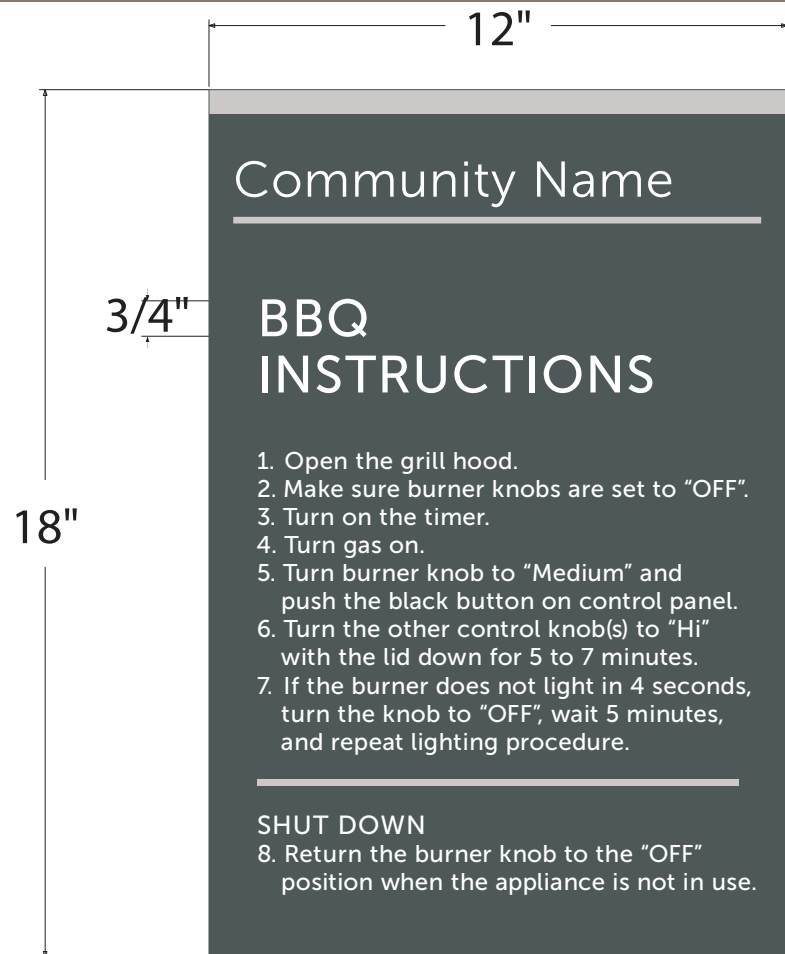 12"
Community Name
3/4"
BBQ
INSTRUCTIONS
18"
1. Open the grill hood.
2. Make sure burner knobs are set to “OFF”.
3. Turn on the timer.
4. Turn gas on.
5. Turn burner knob to “Medium” and
push the black button on control panel.
6. Turn the other control knob(s) to “Hi”
with the lid down for 5 to 7 minutes.
7. If the burner does not light in 4 seconds,
turn the knob to “OFF”, wait 5 minutes,
and repeat lighting procedure.
SHUT DOWN
8. Return the burner knob to the “OFF”
position when the appliance is not in use.